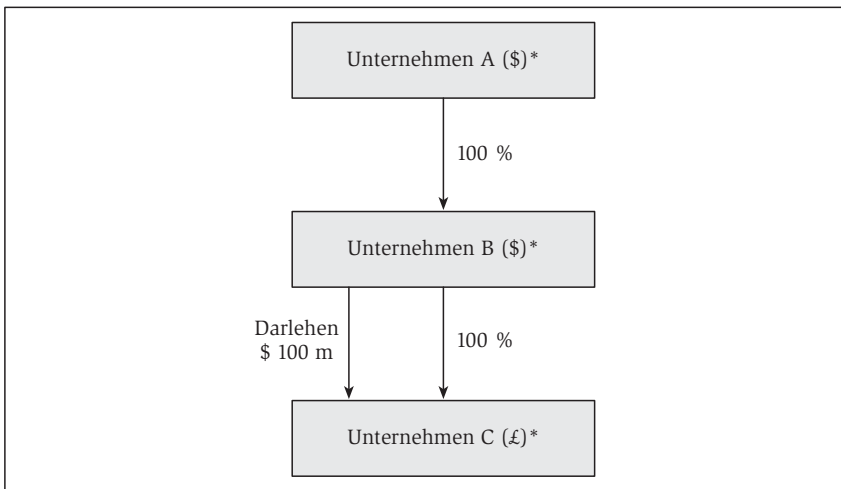 Unternehmen A ($)*
100 %
Unternehmen B ($)*
Darlehen
$ 100 m
100 %
Unternehmen C (£)*